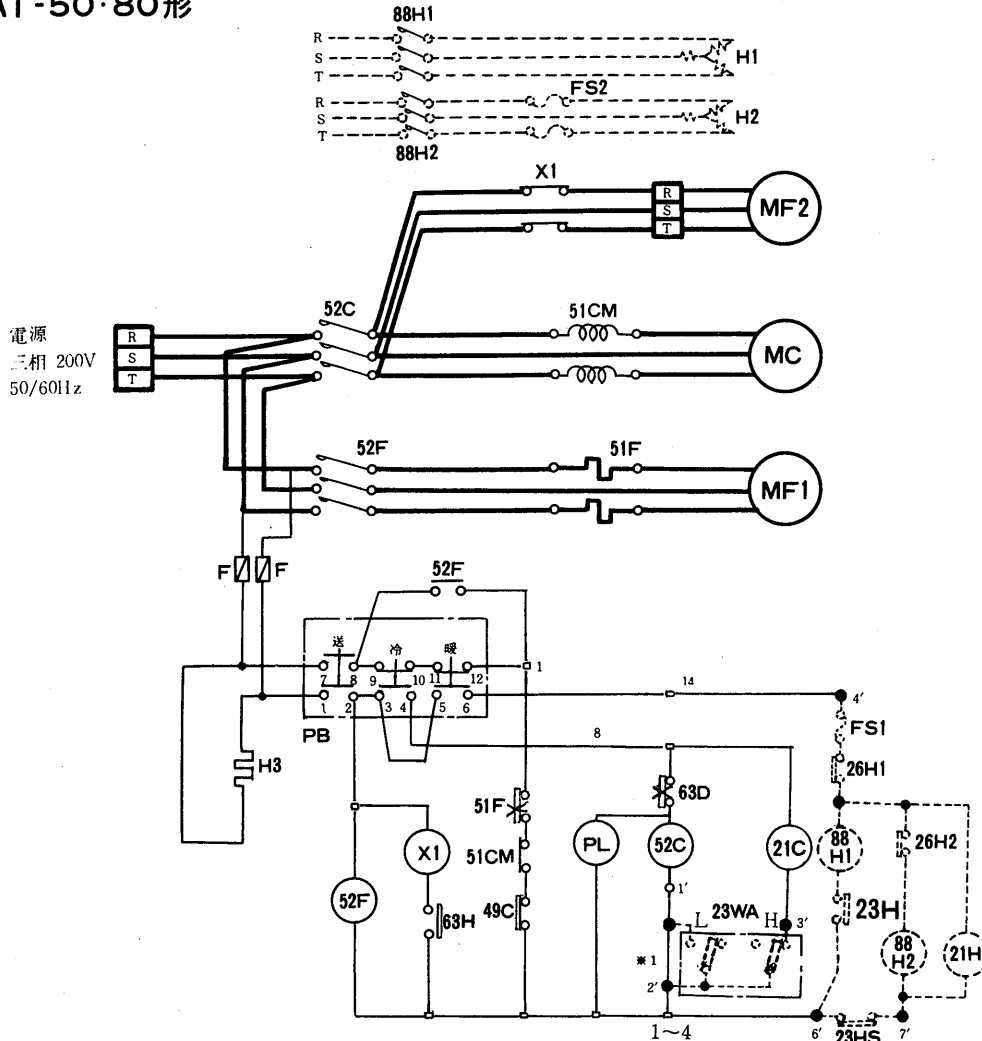 AT-50·80形
88H1
R
S
T
H1
R
S
T
FS2
H2
88H2
X1
R
S
T
MF2
52C
51CM
電源
三相 200V
50/60Hz
R
S
T
MC
52F
51F
MF1
F
F
52F
送
冷
暖
7 8 9 10 11 12
1
1 2 3 4 5 6
14
4'
PB
8
FS1
H3
26H1
63D
51F
X1
PL
52C
21C
88
H1
26H2
51CM
52F
63H
49C
1'
23WA
L
H
3'
23H
88
H2
21H
※1
2'
1~4
6'
23HS
7'